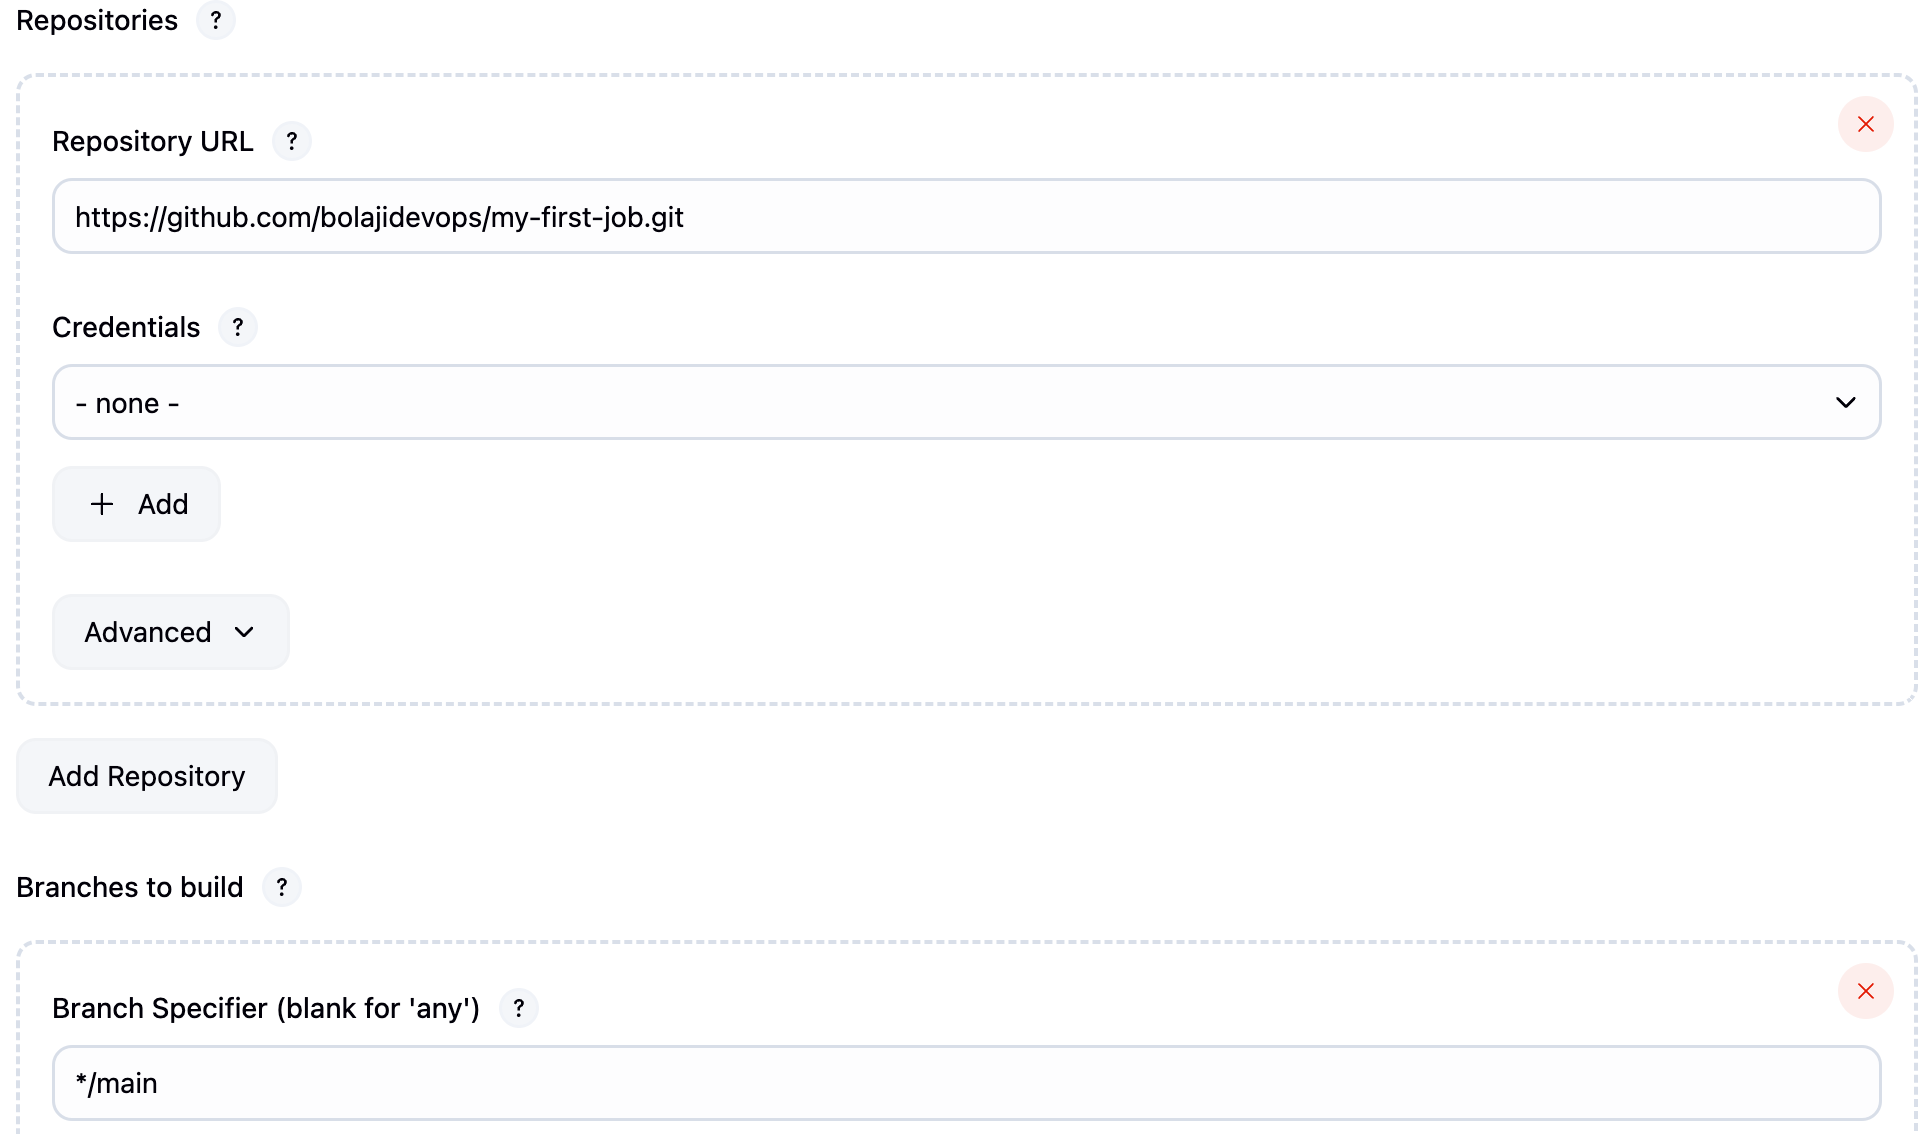 Repositories ?
Repository URL ?
https://github.com/bolajidevops/my-first-job.git
Credentials ?
- none -
+ Add
Advanced
Add Repository
Branches to build ?
Branch Specifier (blank for 'any') ?
*/main